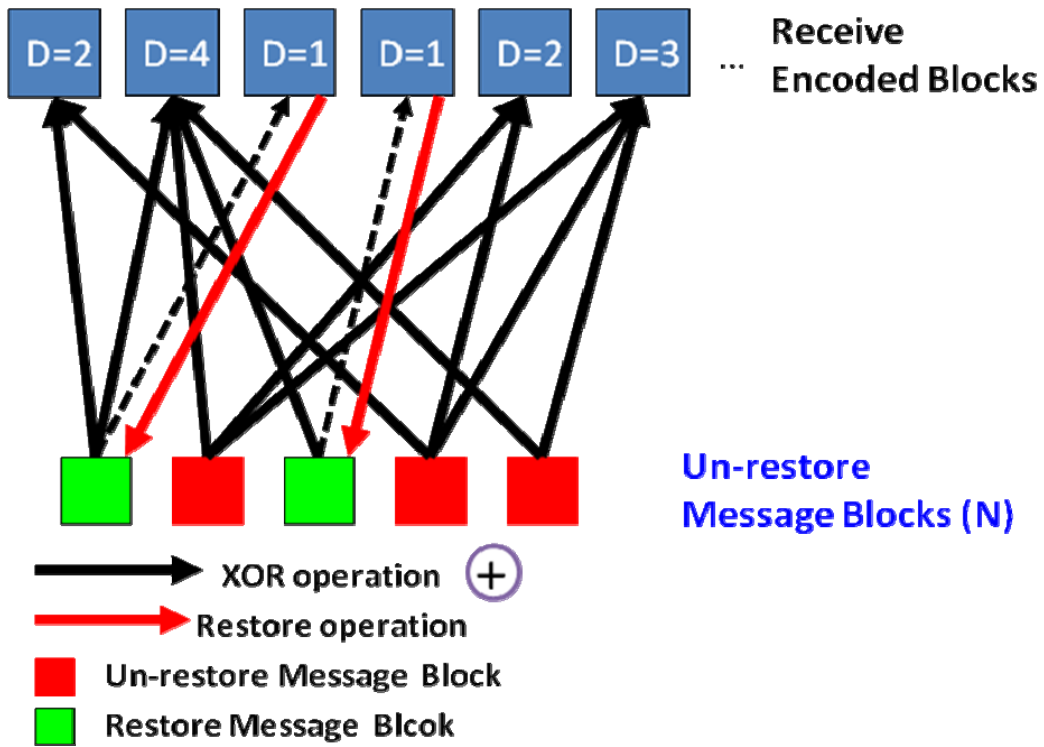 D=2 D=4 D=1 D=1 D=2 D=3 ...
Receive
Encoded Blocks
Un-restore
Message Blocks (N)
XOR operation +
Restore operation
Un-restore Message Block
Restore Message Blcok